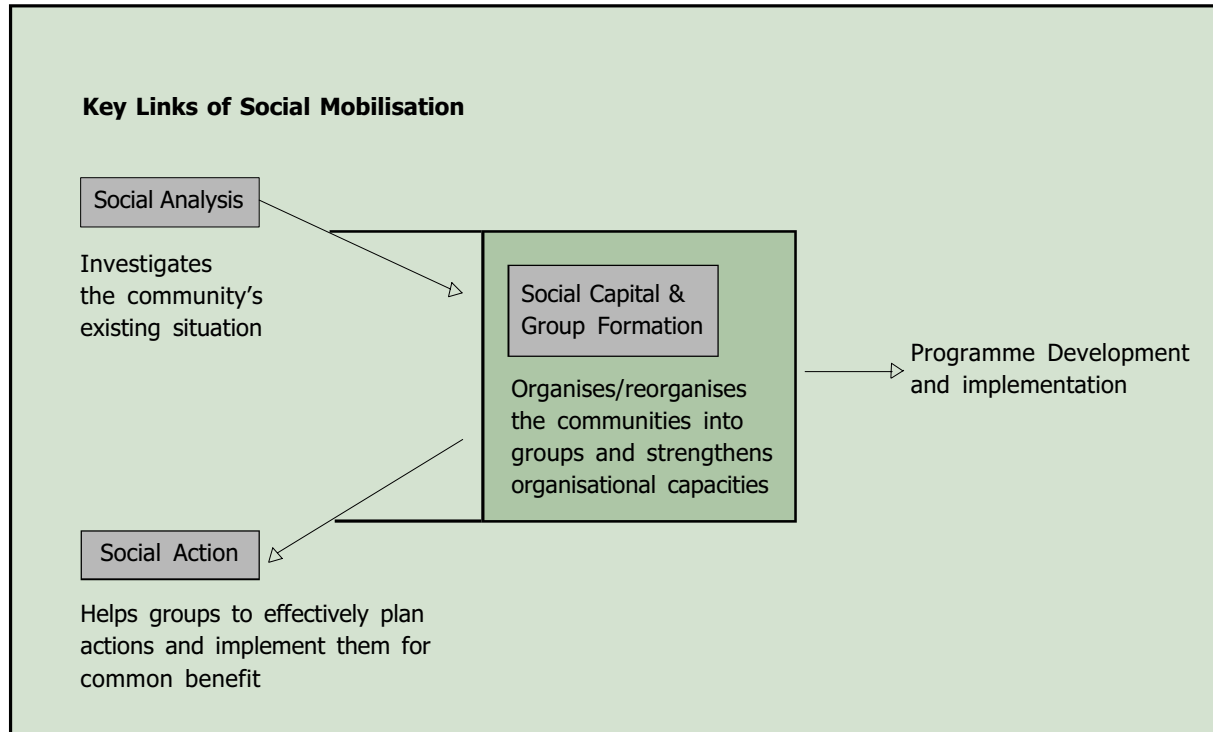 Key Links of Social Mobilisation
Social Analysis
Investigates
the community’s
existing situation
Social Capital &
Group Formation
Organises/reorganises
the communities into
groups and strengthens
organisational capacities
Programme Development
and implementation
Social Action
Helps groups to effectively plan
actions and implement them for
common benefit